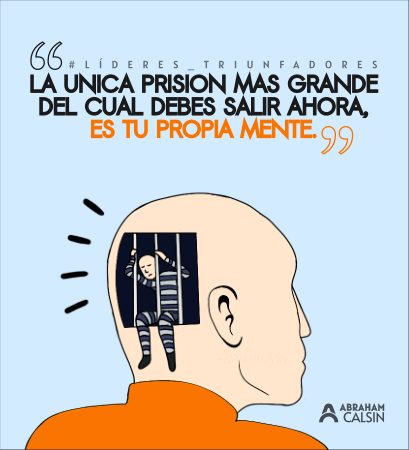 “
#LÍDERES_TRIUNFADORES
LA UNICA PRISION MAS GRANDE
DEL CUAL DEBES SALIR AHORA,
ES TU PROPIA MENTE.
”
ABRAHAM
CALSIN